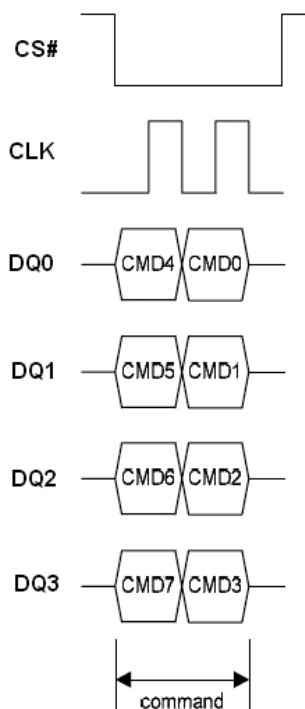 CS#
CLK
DQ0 CMD4 CMD0
DQ1 CMD5 CMD1
DQ2 CMD6 CMD2
DQ3 CMD7 CMD3
command